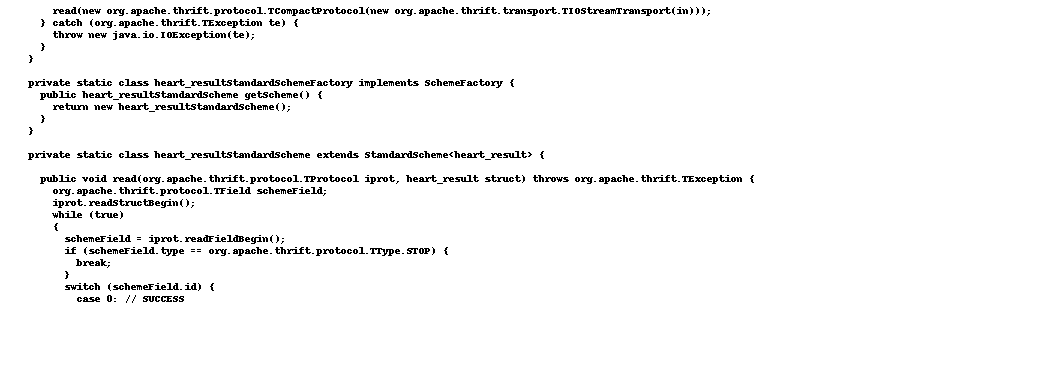 read(new org.apache.thrift.protocol.TCompactProtocol(new org.apache.thrift.transport.TIOStreamTransport(in)));
} catch (org.apache.thrift.TException te) {
throw new java.io.IOException(te);
}
}
private static class heart_resultStandardSchemeFactory implements SchemeFactory {
public heart_resultStandardScheme getScheme() {
return new heart_resultStandardScheme();
}
}
private static class heart_resultStandardScheme extends StandardScheme<heart_result> {
public void read(org.apache.thrift.protocol.TProtocol iprot, heart_result struct) throws org.apache.thrift.TException {
org.apache.thrift.protocol.TField schemeField;
iprot.readStructBegin();
while (true)
{
schemeField = iprot.readFieldBegin();
if (schemeField.type == org.apache.thrift.protocol.TType.STOP) {
break;
}
switch (schemeField.id) {
case 0: // SUCCESS